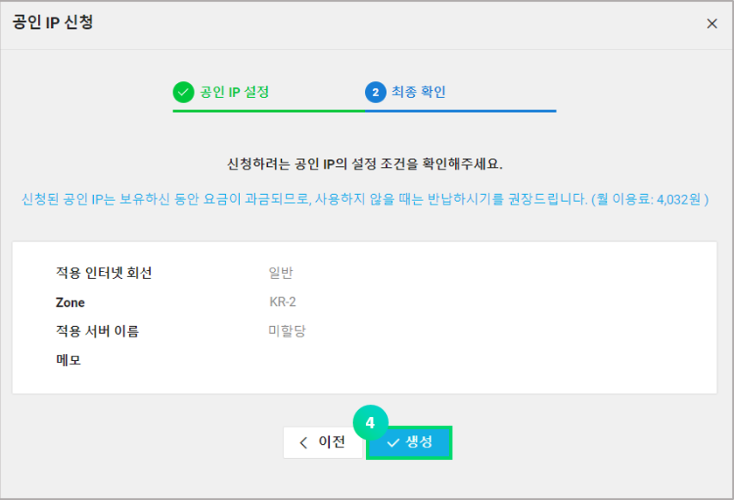 공인 IP 신청
공인 IP 설정
2 최종 확인
신청하려는 공인 IP의 설정 조건을 확인해주세요.
신청된 공인 IP는 보유하신 동안 요금이 과금되므로, 사용하지 않을 때는 반납하시기를 권장드립니다. (월 이용료: 4,032원 )
적용 인터넷 회선 일반
Zone KR-2
적용 서버 이름 미할당
메모
4
이전 생성